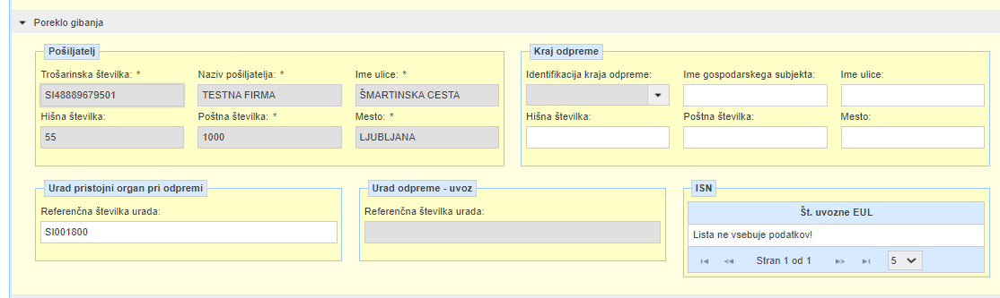 Poreklo gibanja
Pošiljatelj
Trošarinska številka: * Naziv pošiljatelja: * Ime ulice: *
SI48889679501 TESTNA FIRMA ŠMARTINSKA CESTA
Hišna številka: Poštna številka: * Mesto: *
55 1000 LJUBLJANA
Kraj odpreme
Identifikacija kraja odpreme: Ime gospodarskega subjekta: Ime ulice:
Hišna številka: Poštna številka: Mesto:
Urad pristojni organ pri odpremi
Referenčna številka urada:
SI001800
Urad odpreme - uvoz
Referenčna številka urada:
ISN
Št. uvozne EUL
Lista ne vsebuje podatkov!
Stran 1 od 1 5